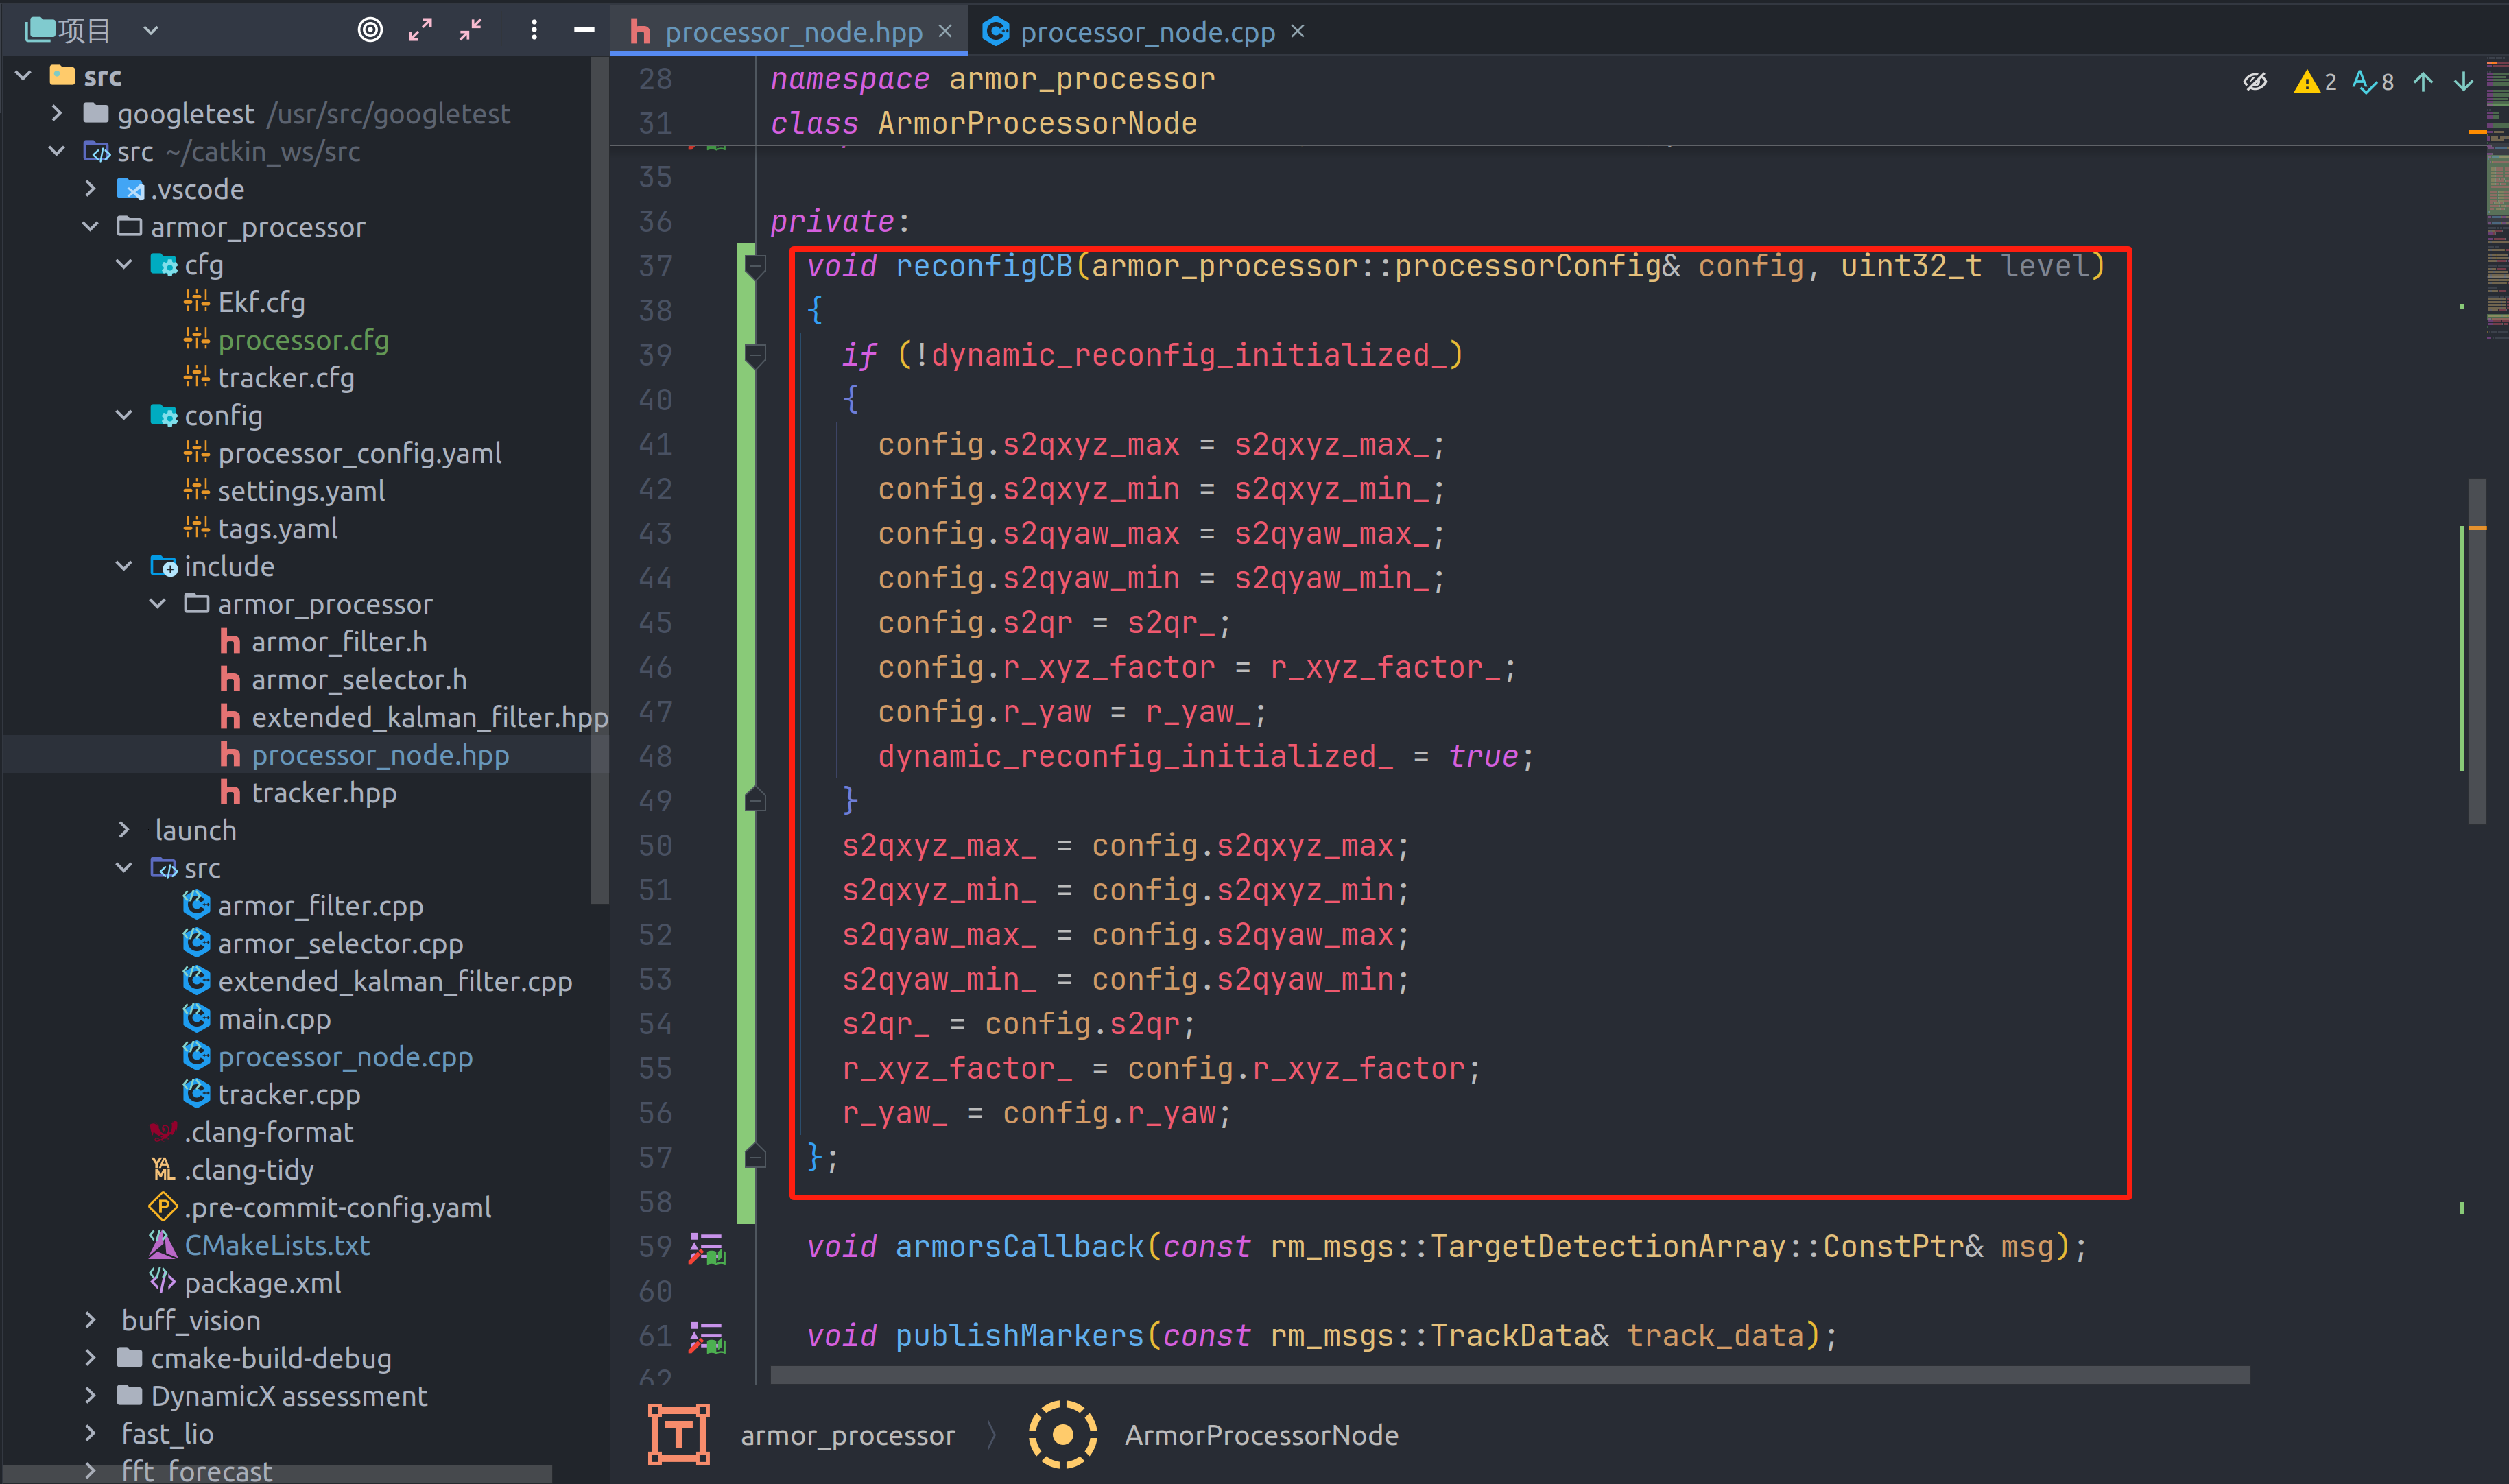 项目
src
googletest /usr/src/googletest
src ~/catkin_ws/src
.vscode
armor_processor
cfg
Ekf.cfg
processor.cfg
tracker.cfg
config
processor_config.yaml
settings.yaml
tags.yaml
include
armor_processor
armor_filter.h
armor_selector.h
extended_kalman_filter.hpp
processor_node.hpp
tracker.hpp
launch
src
armor_filter.cpp
armor_selector.cpp
extended_kalman_filter.cpp
main.cpp
processor_node.cpp
tracker.cpp
.clang-format
.clang-tidy
.pre-commit-config.yaml
CMakeLists.txt
package.xml
buff_vision
cmake-build-debug
DynamicX assessment
fast_lio
fft_forecast
processor_node.hpp processor_node.cpp
2 8
28 namespace armor_processor
31 class ArmorProcessorNode
35
36 private:
37 void reconfigCB(armor_processor::processorConfig& config, uint32_t level)
38 {
39 if (!dynamic_reconfig_initialized_)
40 {
41 config.s2qxyz_max = s2qxyz_max_;
42 config.s2qxyz_min = s2qxyz_min_;
43 config.s2qyaw_max = s2qyaw_max_;
44 config.s2qyaw_min = s2qyaw_min_;
45 config.s2qr = s2qr_;
46 config.r_xyz_factor = r_xyz_factor_;
47 config.r_yaw = r_yaw_;
48 dynamic_reconfig_initialized_ = true;
49 }
50 s2qxyz_max_ = config.s2qxyz_max;
51 s2qxyz_min_ = config.s2qxyz_min;
52 s2qyaw_max_ = config.s2qyaw_max;
53 s2qyaw_min_ = config.s2qyaw_min;
54 s2qr_ = config.s2qr;
55 r_xyz_factor_ = config.r_xyz_factor;
56 r_yaw_ = config.r_yaw;
57 };
58
59 void armorsCallback(const rm_msgs::TargetDetectionArray::ConstPtr& msg);
60
61 void publishMarkers(const rm_msgs::TrackData& track_data);
62
armor_processor ArmorProcessorNode